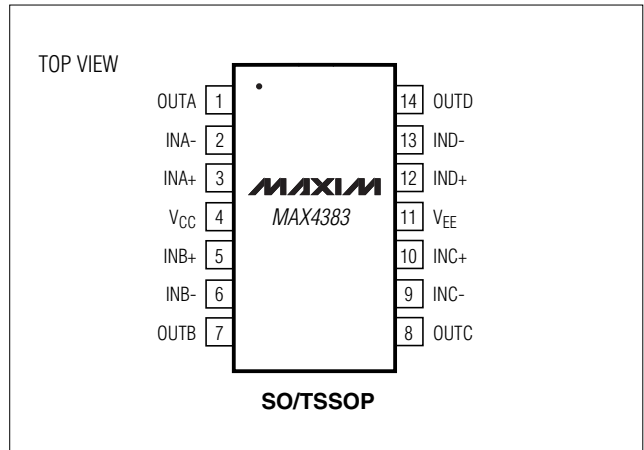 TOP VIEW
OUTA 1
INA- 2
INA+ 3
VCC 4
INB+ 5
INB- 6
OUTB 7
MAXIM
MAX4383
14 OUTD
13 IND-
12 IND+
11 VEE
10 INC+
9 INC-
8 OUTC
SO/TSSOP